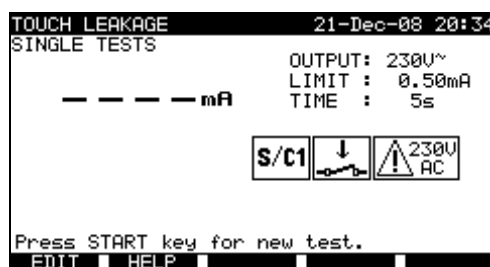 TOUCH LEAKAGE 21-Dec-08 20:34
SINGLE TESTS
OUTPUT: 230V~
LIMIT : 0.50mA
– – – – mA TIME : 5s
S/C1 230V AC
Press START key for new test.
EDIT HELP